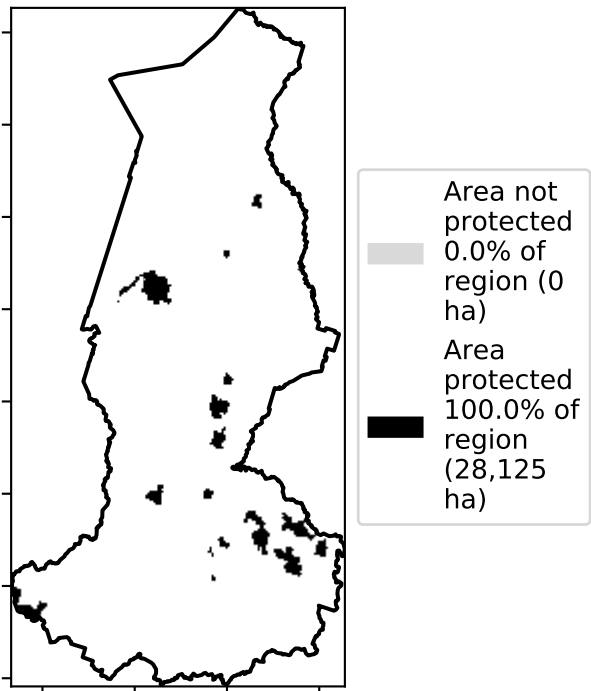 Area not
protected
0.0% of
region (0
ha)
Area
protected
100.0% of
region
(28,125
ha)